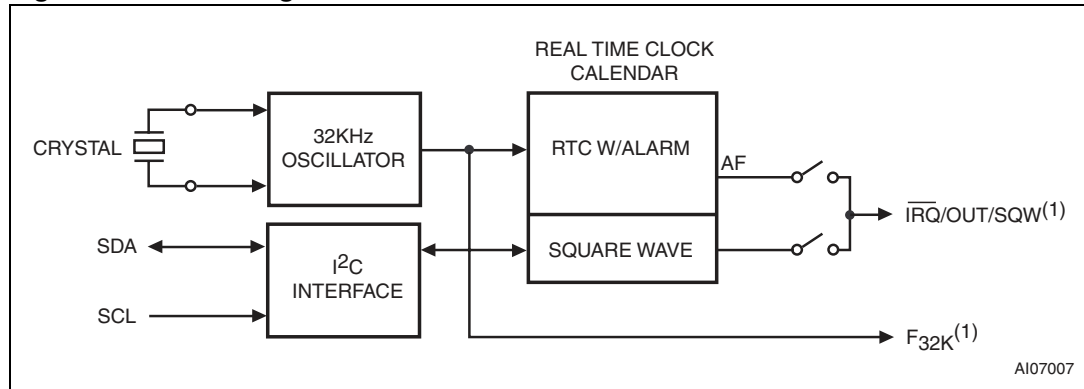 REAL TIME CLOCK
CALENDAR
CRYSTAL
32KHz
OSCILLATOR
RTC W/ALARM
AF
IRQ/OUT/SQW(1)
SDA
SCL
I2C
INTERFACE
SQUARE WAVE
F32K(1)
AI07007